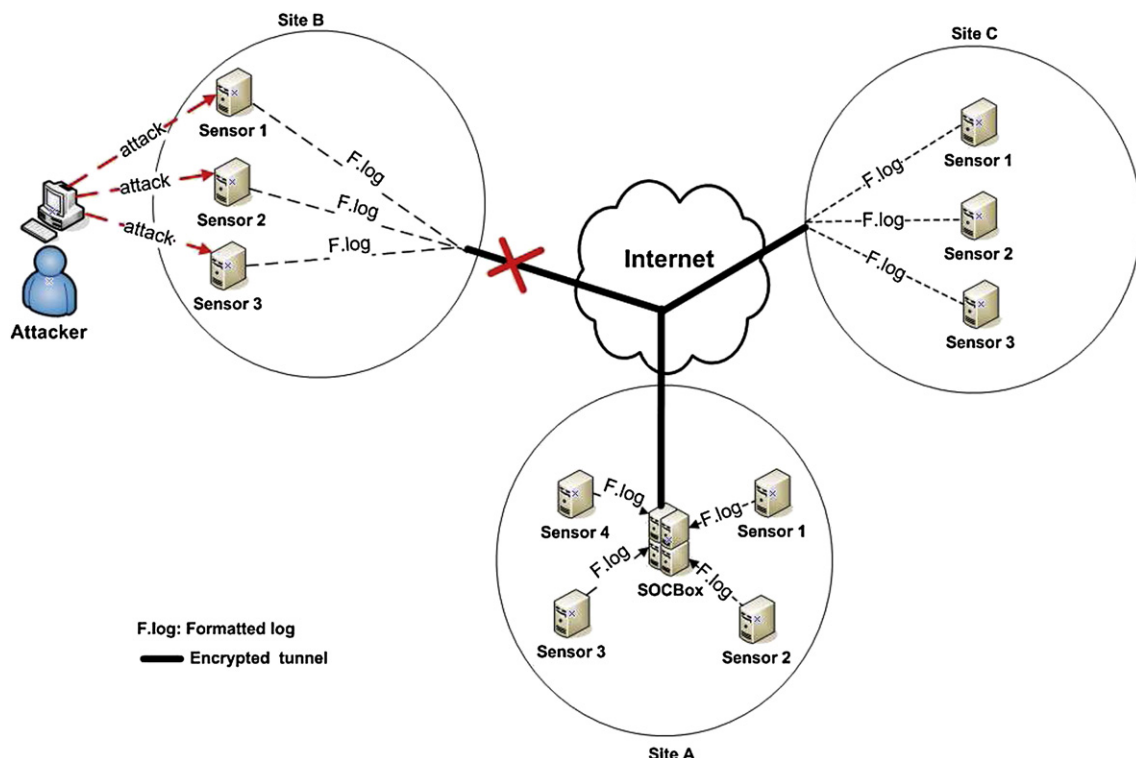 Site B
Site C
Sensor 1
attack
F.log
Sensor 2
attack
F.log
Sensor 3
attack
F.log
Attacker
Internet
Sensor 1
F.log
Sensor 2
F.log
Sensor 3
F.log
Sensor 4
F.log
Sensor 1
F.log
SOCBox
Sensor 3
F.log
Sensor 2
F.log
F.log: Formatted log
Encrypted tunnel
Site A